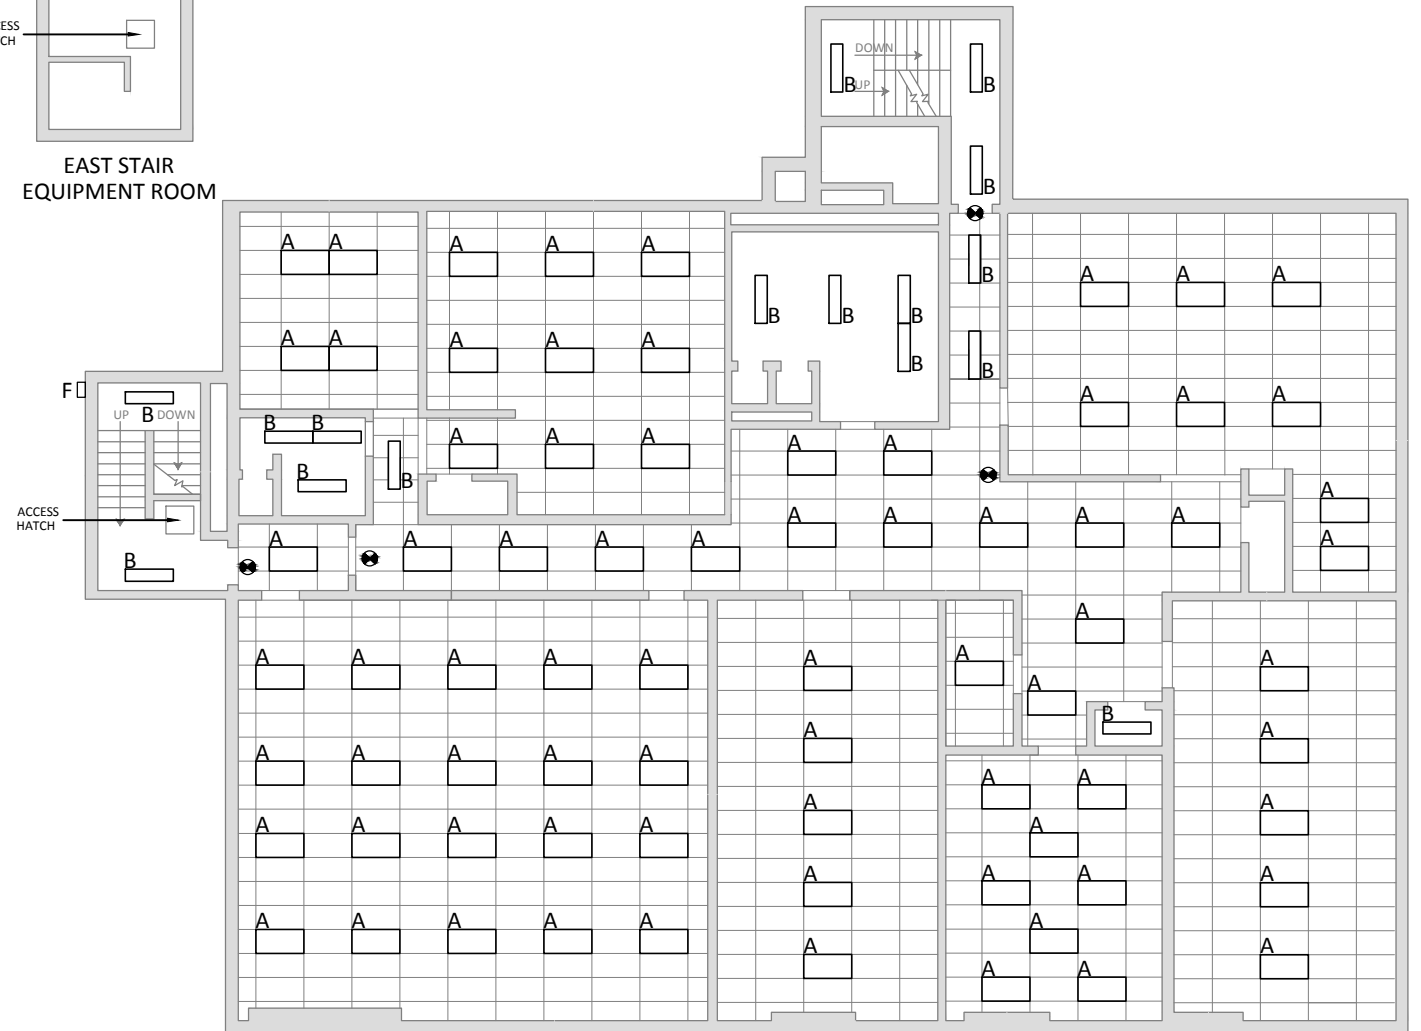 DOWN
ESS
CH
B UP B
EAST STAIR
EQUIPMENT ROOM
B
A A A A A
A A A
B
B B B
A A A A A
B B
F
A A A
UP B DOWN
B B
A A A A A
B B
A
ACCESS
HATCH
A A A A A
A A A A A A
B
A
A
A A A A A A A
A
B
A A
A A A A A
A A
A A
A A A A A A
A A A A
A A A A A A
A A
A A